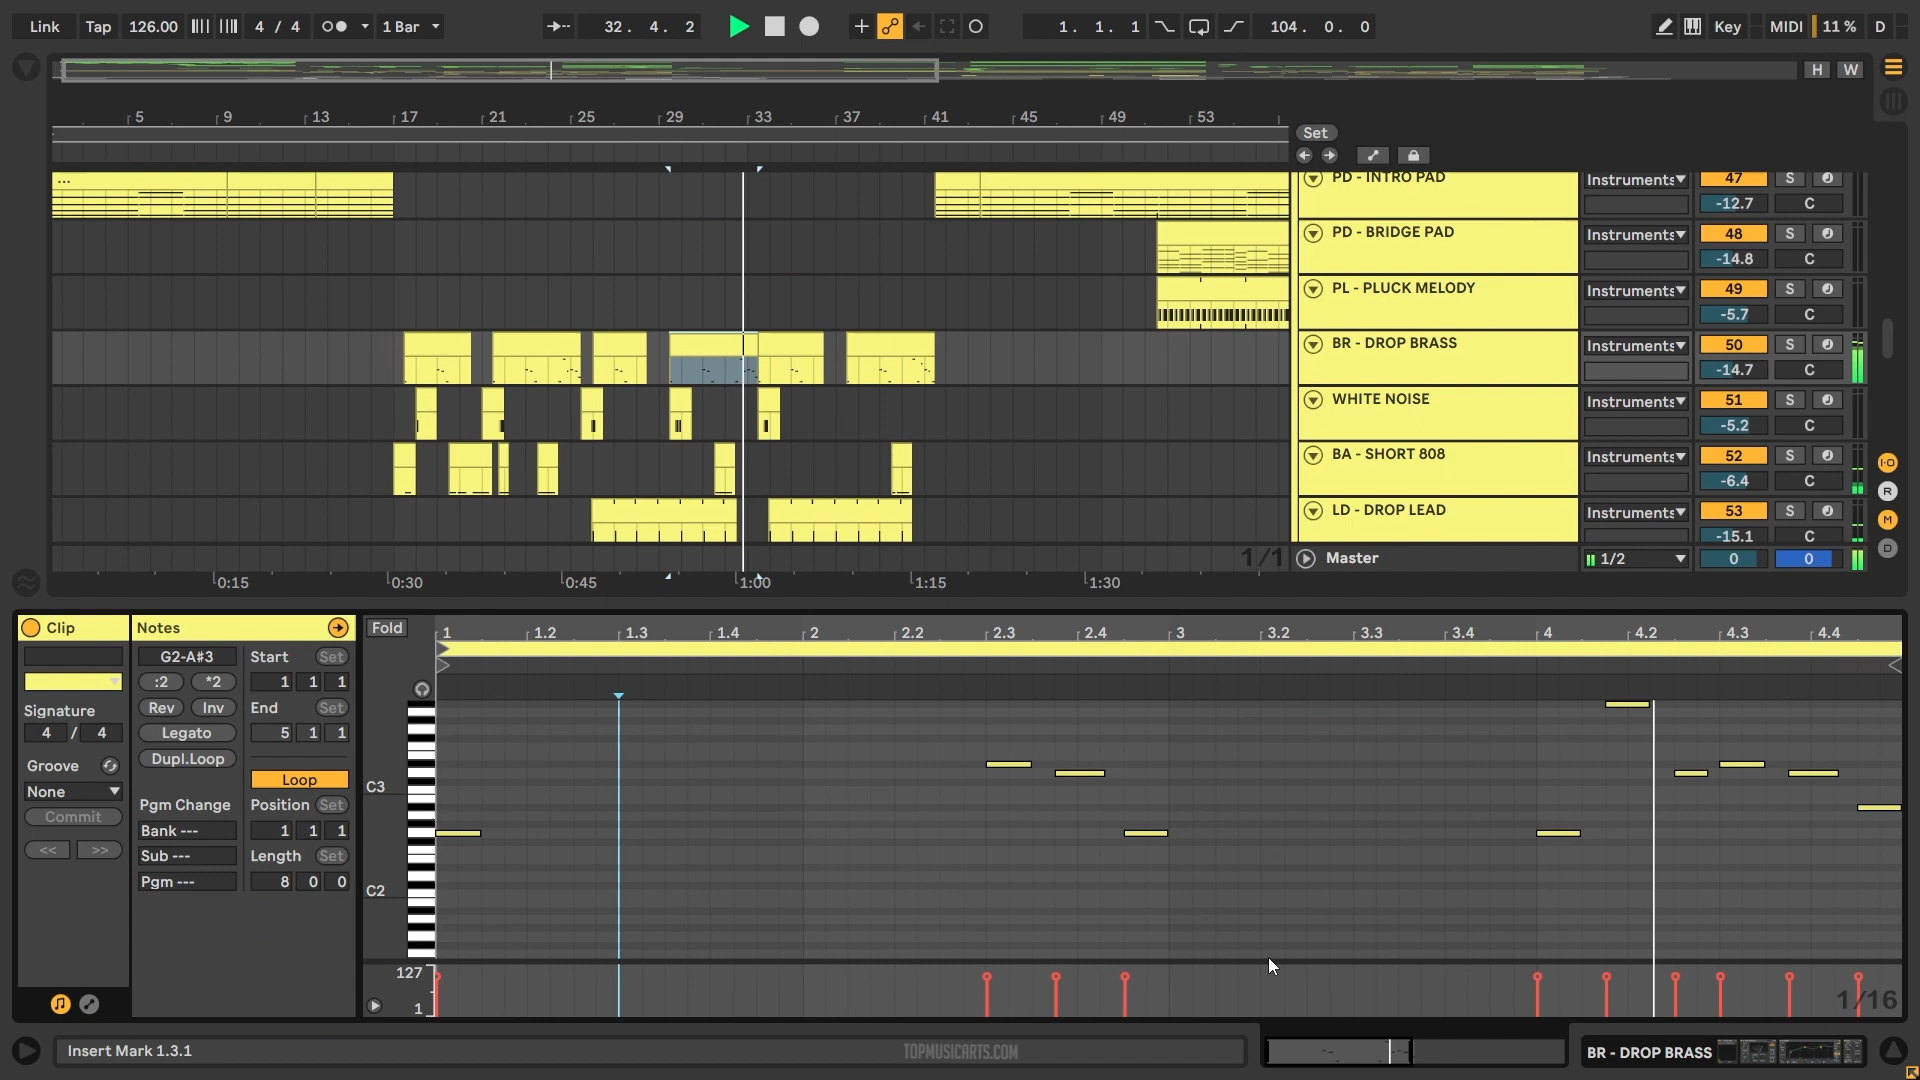 Link Tap 126.00 4 / 4 1 Bar 32. 4. 2 1. 1. 1 104. 0. 0 Key MIDI 11 % D
H W
5 9 13 17 21 25 29 33 37 41 45 49 53
Set
...
PD - INTRO PAD Instruments 47 S
-12.7 C
PD - BRIDGE PAD Instruments 48 S
-14.8 C
PL - PLUCK MELODY Instruments 49 S
-5.7 C
BR - DROP BRASS Instruments 50 S
-14.7 C
WHITE NOISE Instruments 51 S
-5.2 C
BA - SHORT 808 Instruments 52 S
-6.4 C
LD - DROP LEAD Instruments 53 S
-15.1 C
I·O
R
M
D
1/1 Master 1/2 0 0
0:15 0:30 0:45 1:00 1:15 1:30
Clip Notes Fold 1 1.2 1.3 1.4 2 2.2 2.3 2.4 3 3.2 3.3 3.4 4 4.2 4.3 4.4
G2-A#3 Start Set
:2 *2 1 1 1
Signature Rev Inv End Set
4 / 4 Legato 5 1 1
Groove Dupl.Loop
None Loop
Pgm Change Position Set
Commit Bank --- 1 1 1
<< >> Sub --- Length Set
Pgm --- 8 0 0
C3
C2
127
1
1/16
Insert Mark 1.3.1 TOPMUSICARTS.COM BR - DROP BRASS